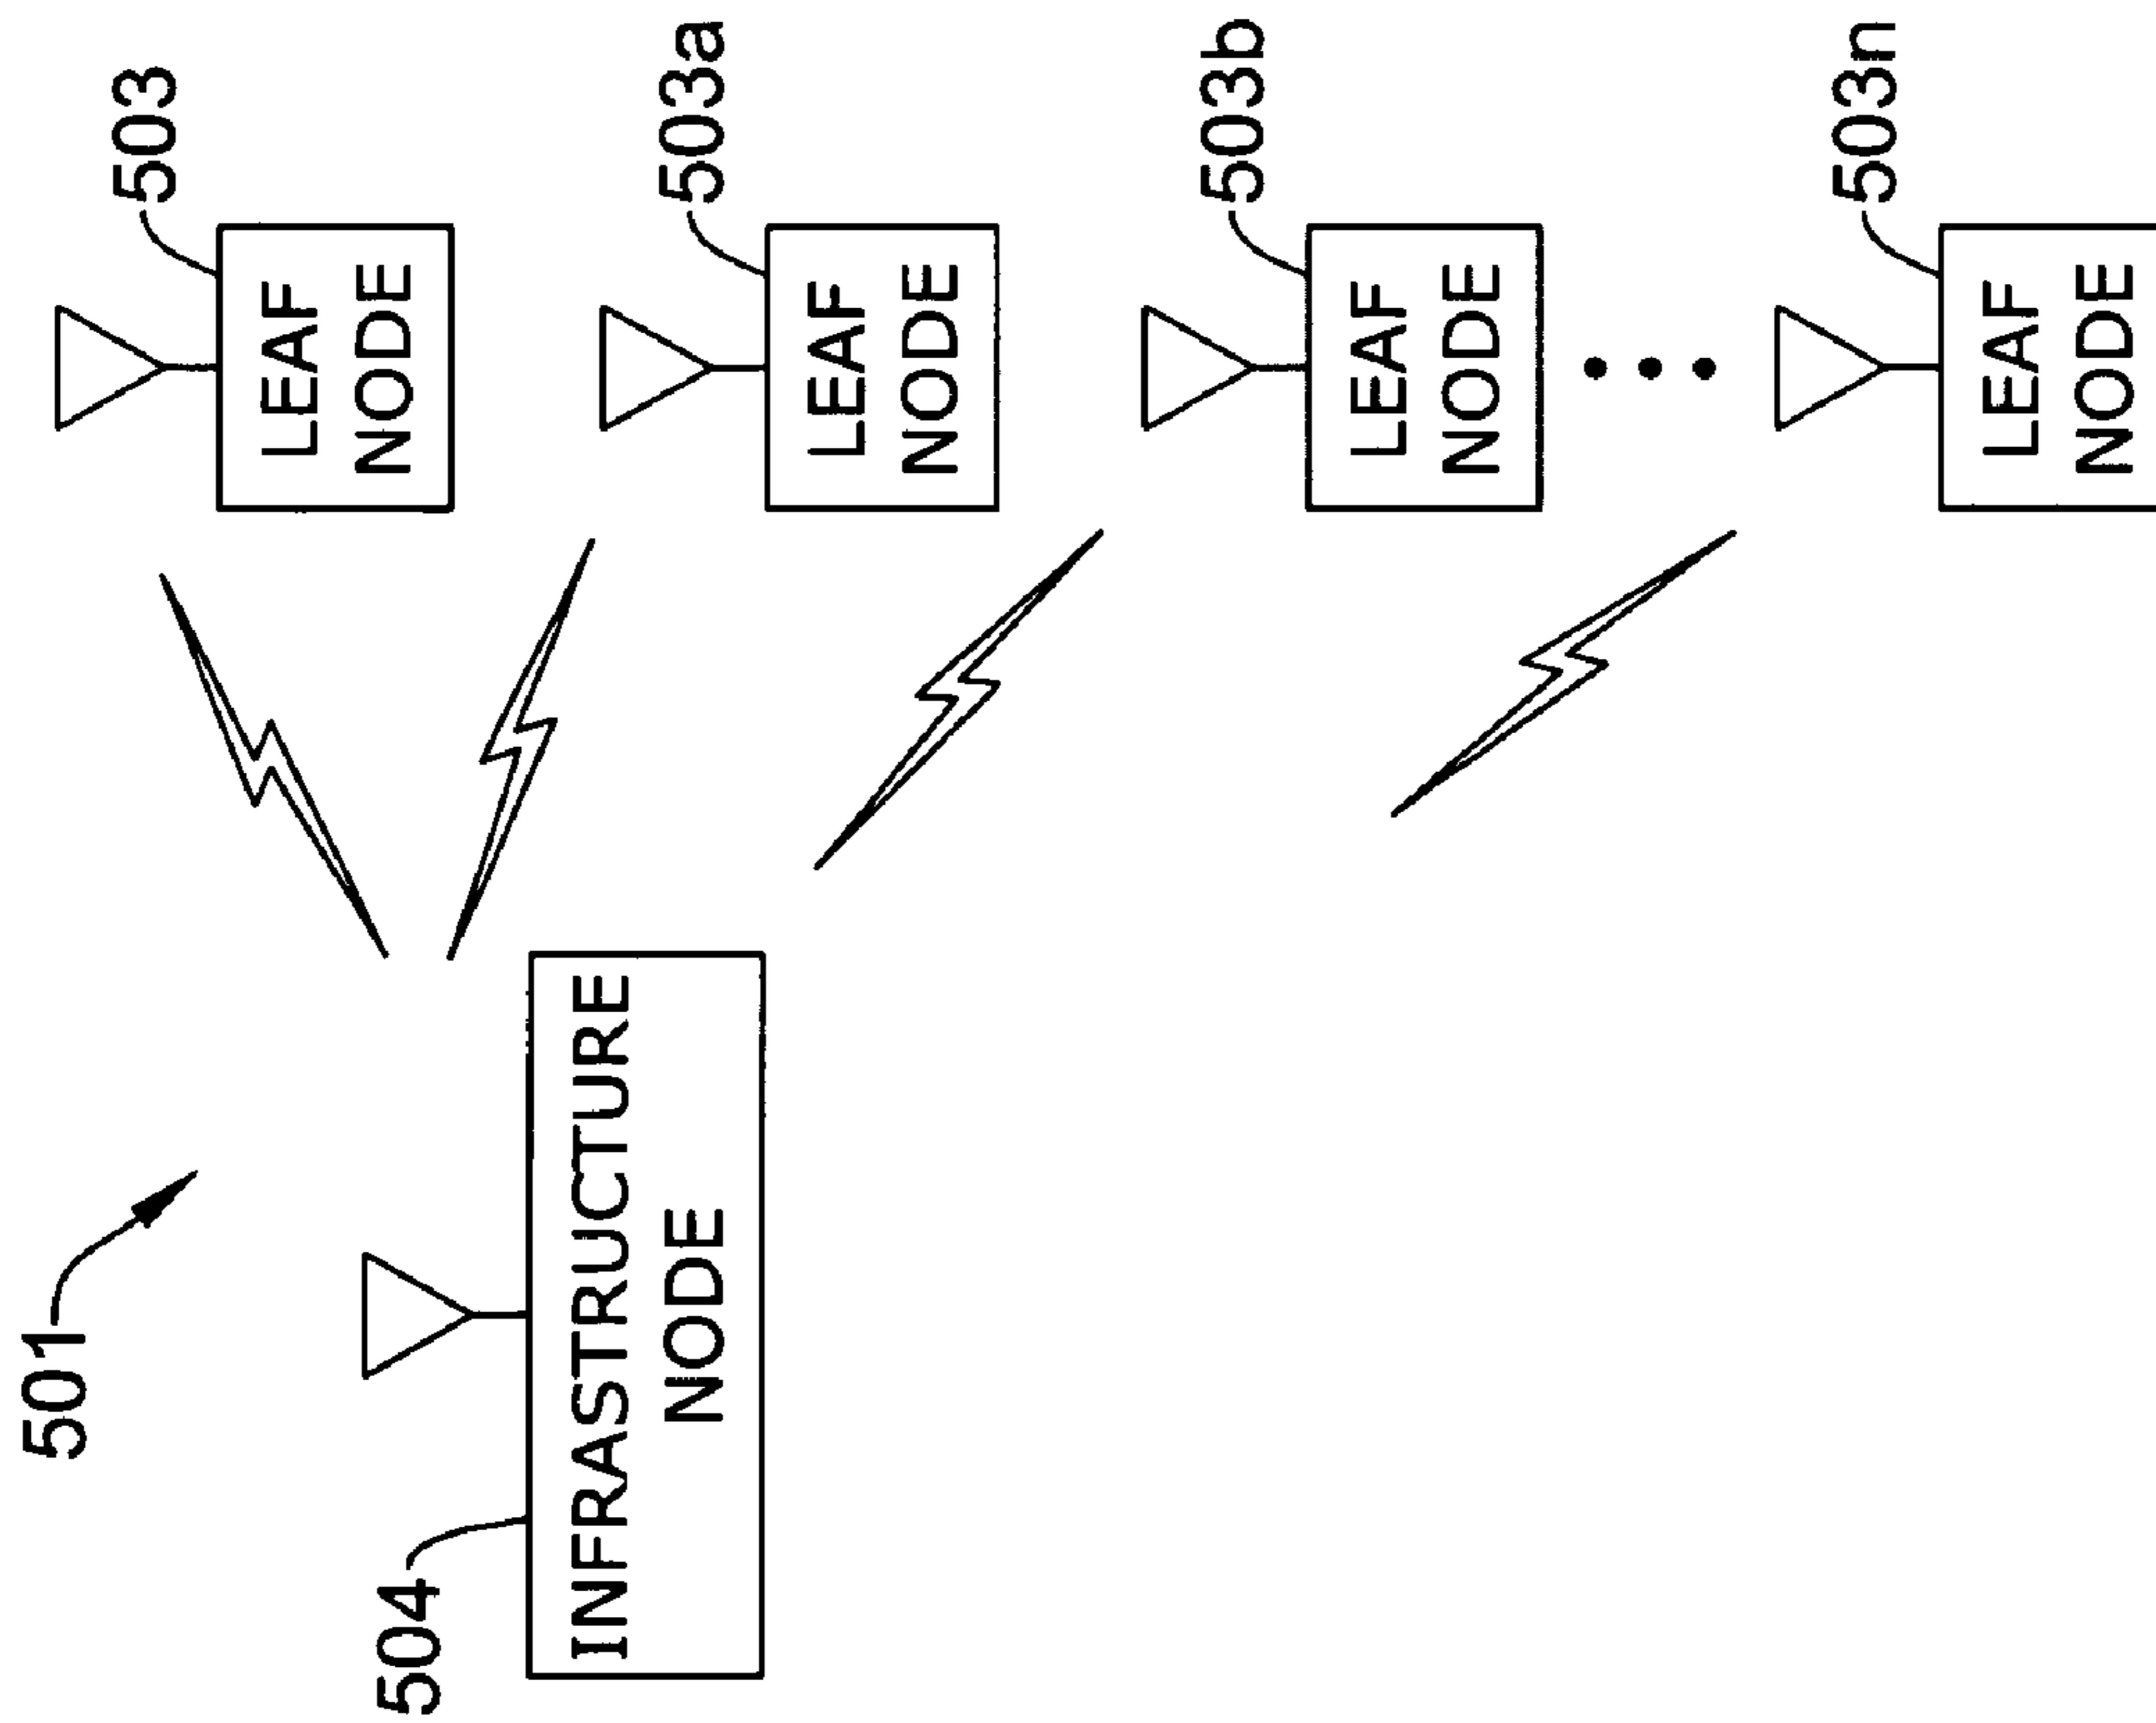 501
504
INFRASTRUCTURE
NODE
503
LEAF
NODE
503a
LEAF
NODE
503b
LEAF
NODE
503n
LEAF
NODE